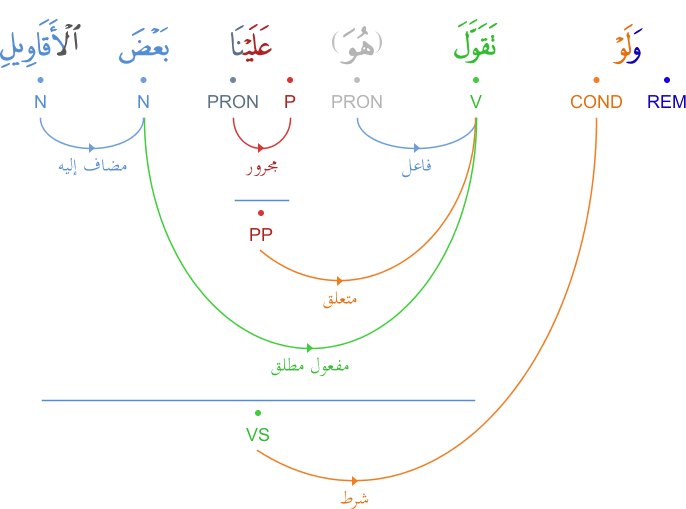 وَلَوْ تَقَوَّلَ (هُوَ) عَلَيْنَا بَعْضَ ٱلْأَقَاوِيلِ
REM COND V PRON P PRON N N
فاعل مجرور مضاف إليه
PP
متعلق
مفعول مطلق
VS
شرط